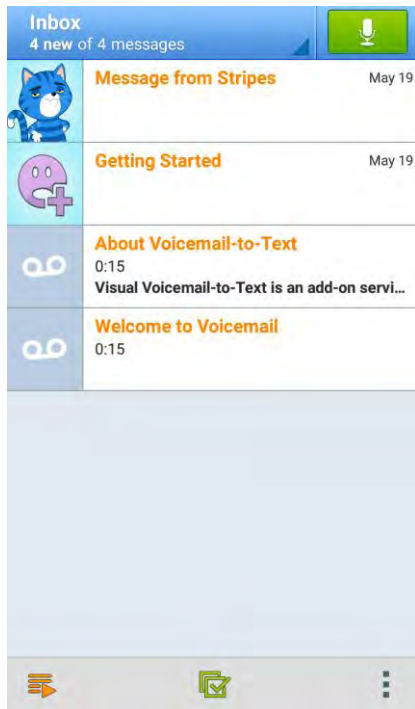 Inbox
4 new of 4 messages
Message from Stripes
May 19
Getting Started
May 19
About Voicemail-to-Text
0:15
Visual Voicemail-to-Text is an add-on servi...
Welcome to Voicemail
0:15